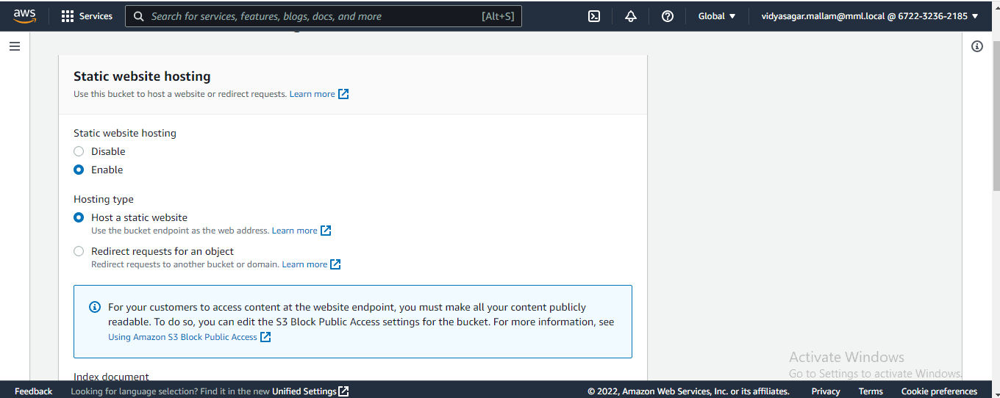 aws Services Search for services, features, blogs, docs, and more [Alt+S] Global vidyasagar.mallam@mml.local @ 6722-3236-2185
Static website hosting
Use this bucket to host a website or redirect requests. Learn more
Static website hosting
Disable
Enable
Hosting type
Host a static website
Use the bucket endpoint as the web address. Learn more
Redirect requests for an object
Redirect requests to another bucket or domain. Learn more
For your customers to access content at the website endpoint, you must make all your content publicly
readable. To do so, you can edit the S3 Block Public Access settings for the bucket. For more information, see
Using Amazon S3 Block Public Access
Index document
Activate Windows
Go to Settings to activate Windows.
Feedback Looking for language selection? Find it in the new Unified Settings © 2022, Amazon Web Services, Inc. or its affiliates. Privacy Terms Cookie preferences